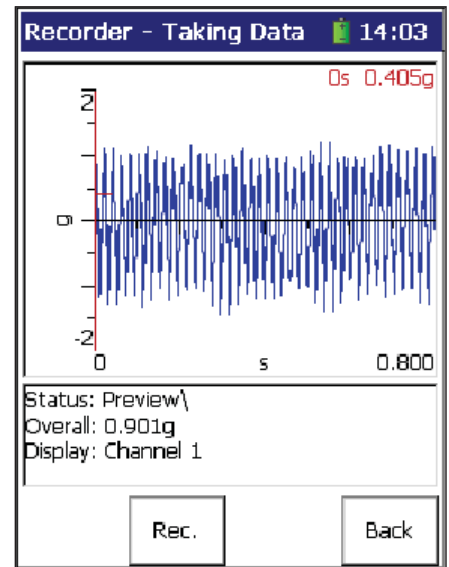 Recorder - Taking Data 14:03
0s 0.405g
2
g
-2
0 s 0.800
Status: Preview\
Overall: 0.901g
Display: Channel 1
Rec. Back